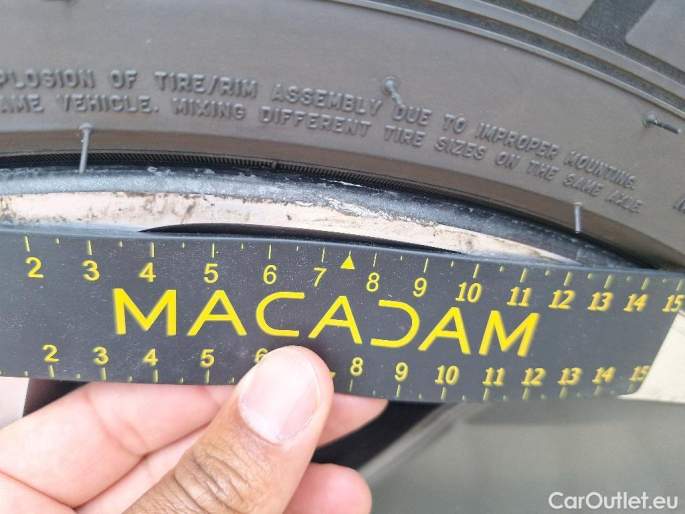 PLOSION OF TIRE/RIM ASSEMBLY DUE TO IMPROPER MOUNTING.
AME VEHICLE. MIXING DIFFERENT TIRE SIZES ON THE SAME AXLE.
2 3 4 5 6 7 8 9 10 11 12 13 14 15
MACADAM
2 3 4 5 6 8 9 10 11 12 13 14 15
CarOutlet.eu